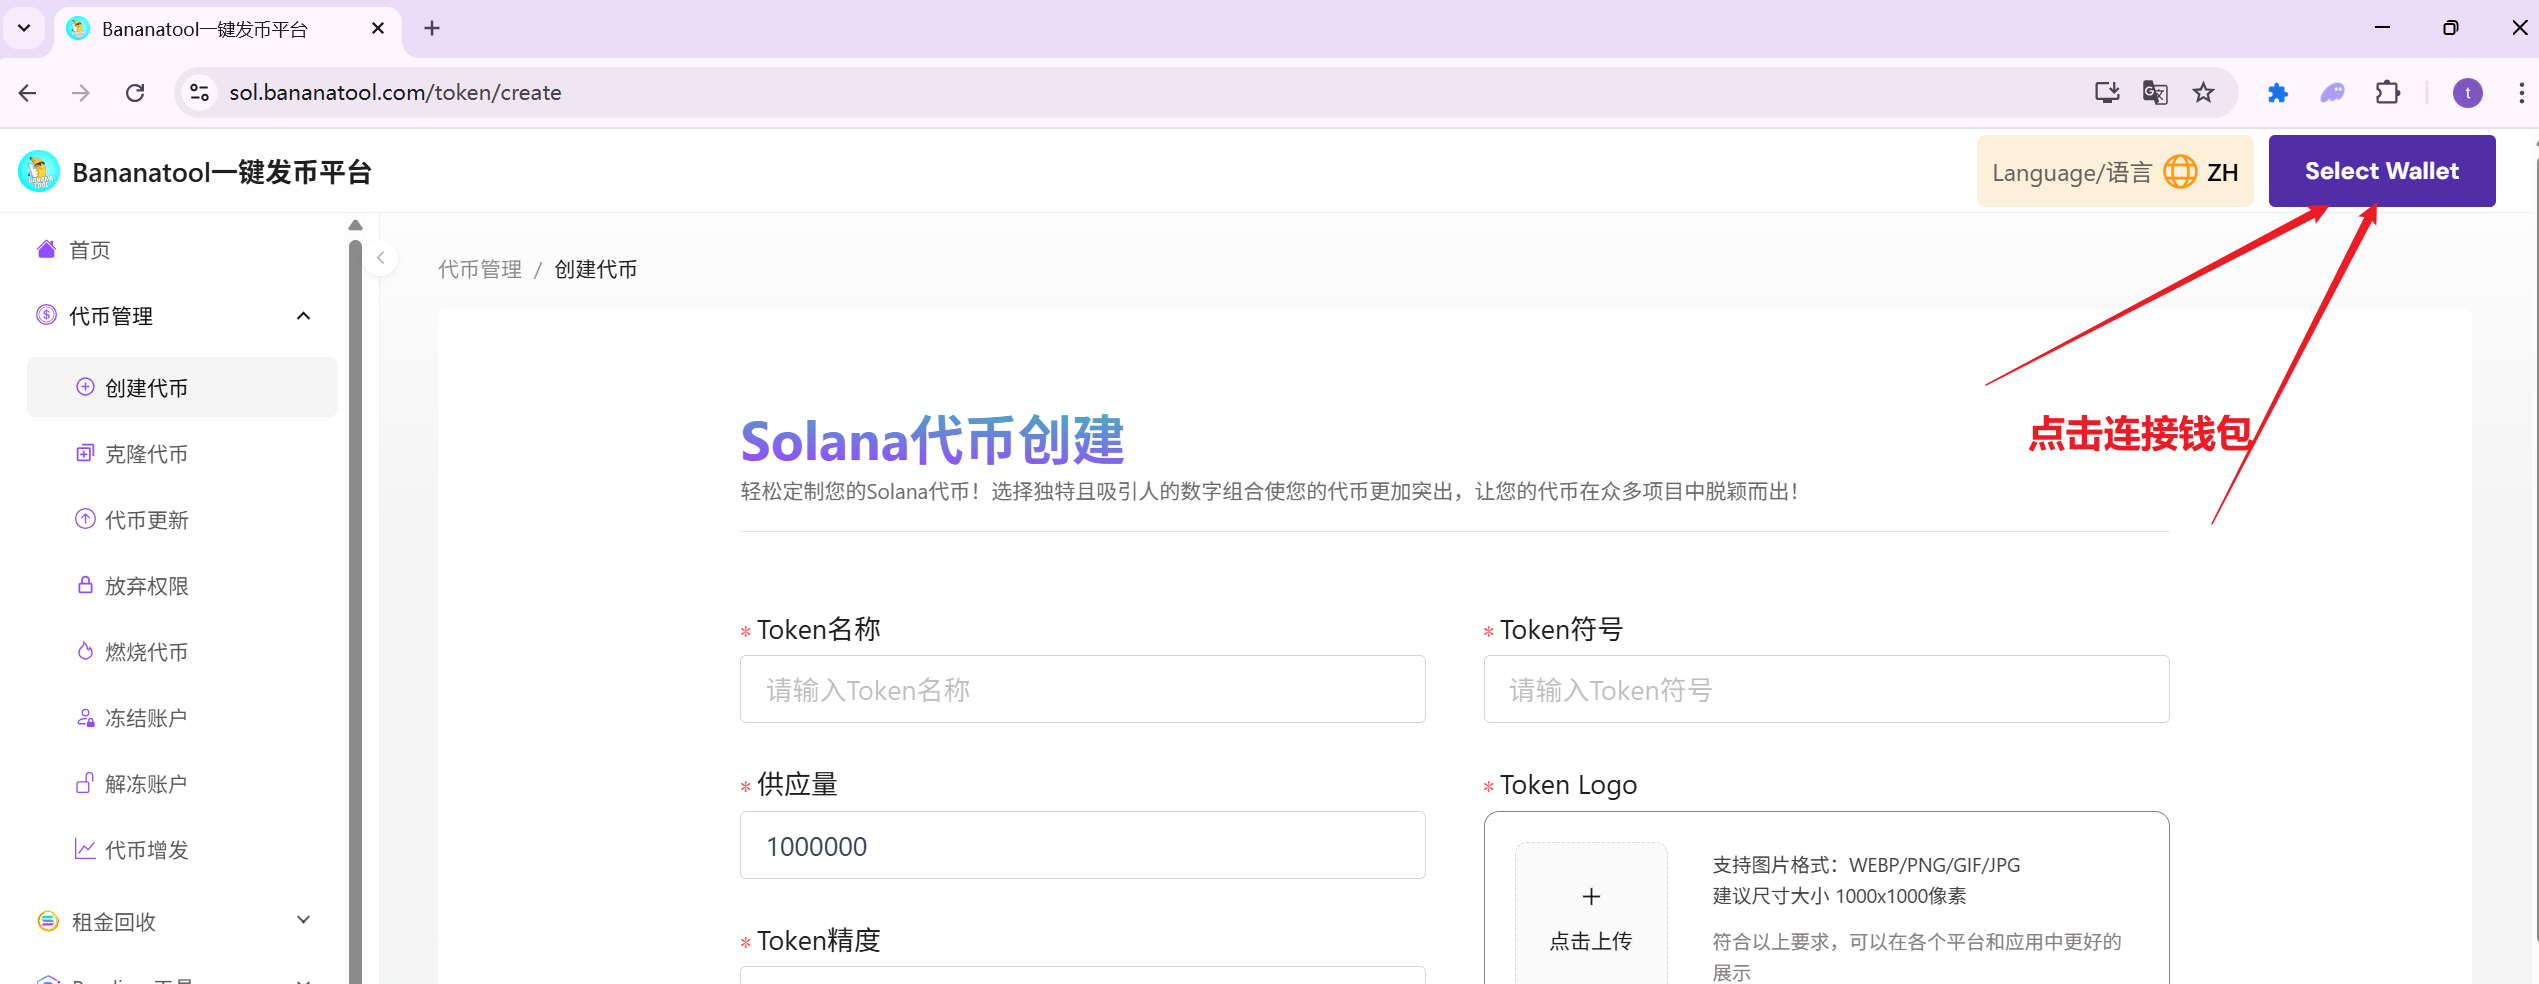 Bananatool一键发币平台
sol.bananatool.com/token/create
t
Bananatool一键发币平台
Language/语言 ZH
Select Wallet
首页
代币管理
创建代币
克隆代币
代币更新
放弃权限
燃烧代币
冻结账户
解冻账户
代币增发
租金回收
代币管理 / 创建代币
点击连接钱包
Solana代币创建
轻松定制您的Solana代币！选择独特且吸引人的数字组合使您的代币更加突出，让您的代币在众多项目中脱颖而出！
* Token名称
请输入Token名称
* Token符号
请输入Token符号
* 供应量
1000000
* Token Logo
点击上传
支持图片格式：WEBP/PNG/GIF/JPG
建议尺寸大小 1000x1000像素
符合以上要求，可以在各个平台和应用中更好的
展示
* Token精度